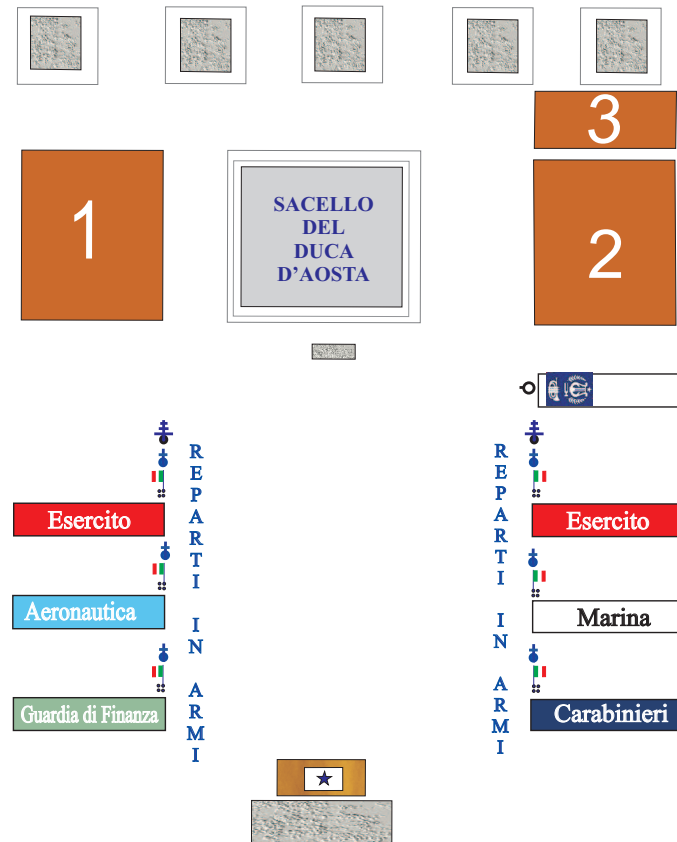 3
1
2
SACELLO
DEL
DUCA
D'AOSTA
REPARTI IN ARMI
REPARTI IN ARMI
Esercito
Esercito
Aeronautica
Marina
Guardia di Finanza
Carabinieri